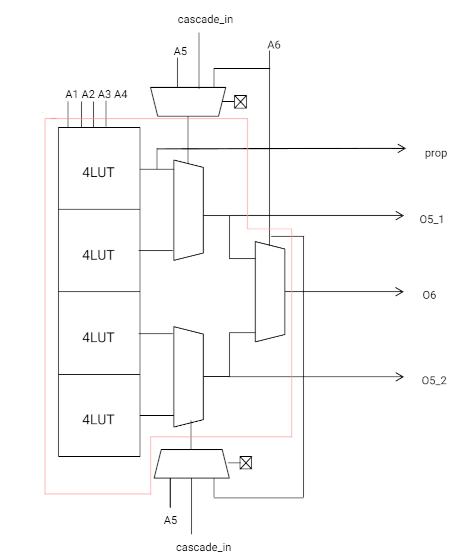 cascade_in
A5
A6
A1 A2 A3 A4
4LUT
prop
O5_1
4LUT
O6
4LUT
O5_2
4LUT
A5
cascade_in